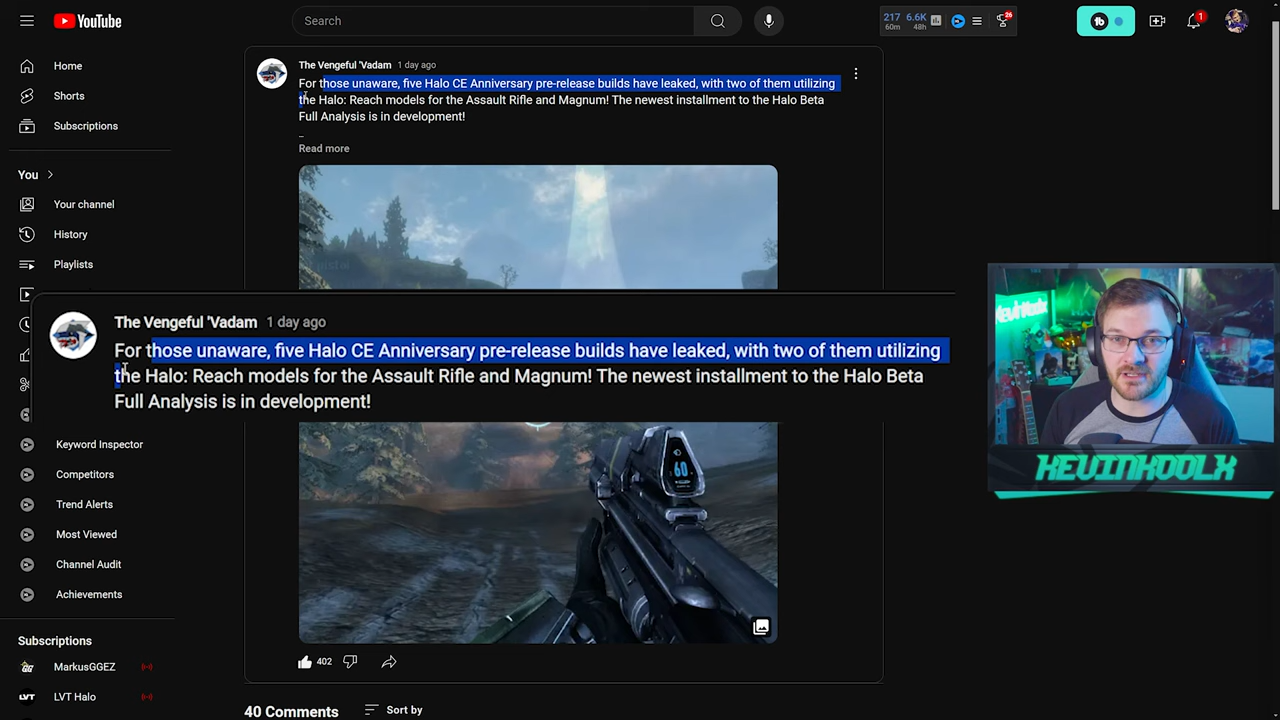 YouTube
Search
217
6.6K
60m
48h
26
1
Home
Shorts
Subscriptions
You
Your channel
History
Playlists
Keyword Inspector
Competitors
Trend Alerts
Most Viewed
Channel Audit
Achievements
Subscriptions
MarkusGGEZ
LVT Halo
The Vengeful 'Vadam 1 day ago
For those unaware, five Halo CE Anniversary pre-release builds have leaked, with two of them utilizing
the Halo: Reach models for the Assault Rifle and Magnum! The newest installment to the Halo Beta
Full Analysis is in development!
_
Read more
The Vengeful 'Vadam 1 day ago
For those unaware, five Halo CE Anniversary pre-release builds have leaked, with two of them utilizing
the Halo: Reach models for the Assault Rifle and Magnum! The newest installment to the Halo Beta
Full Analysis is in development!
60
402
40 Comments
Sort by
KEVINKOOLX